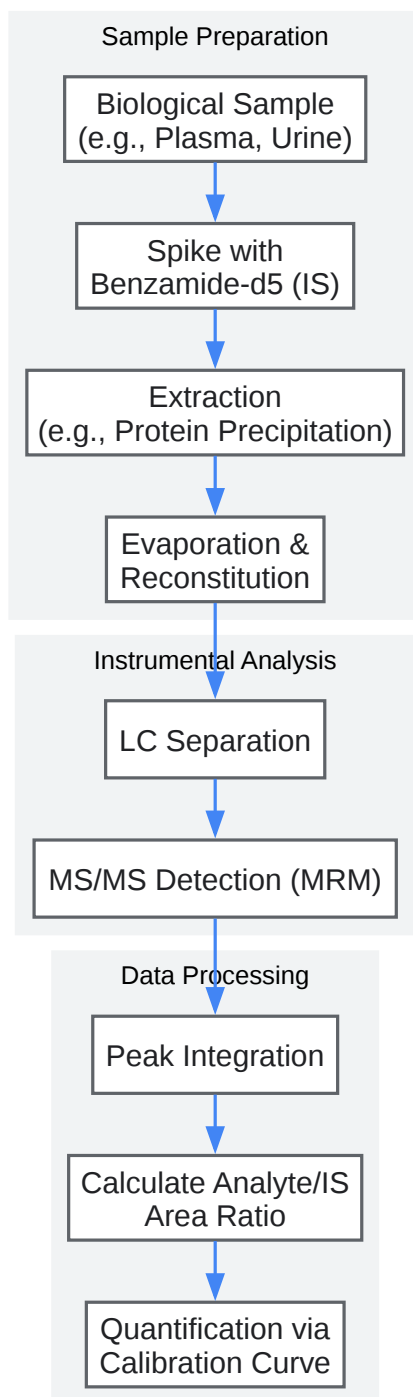 Sample Preparation
Biological Sample
(e.g., Plasma, Urine)
Spike with
Benzamide-d5 (IS)
Extraction
(e.g., Protein Precipitation)
Evaporation &
Reconstitution
Instrumental Analysis
LC Separation
MS/MS Detection (MRM)
Data Processing
Peak Integration
Calculate Analyte/IS
Area Ratio
Quantification via
Calibration Curve